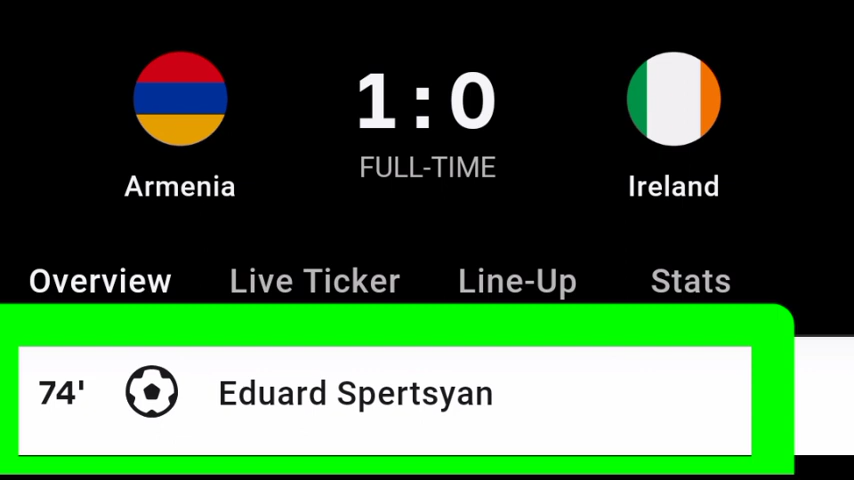 1:0
FULL-TIME
Armenia Ireland
Overview Live Ticker Line-Up Stats
74' Eduard Spertsyan